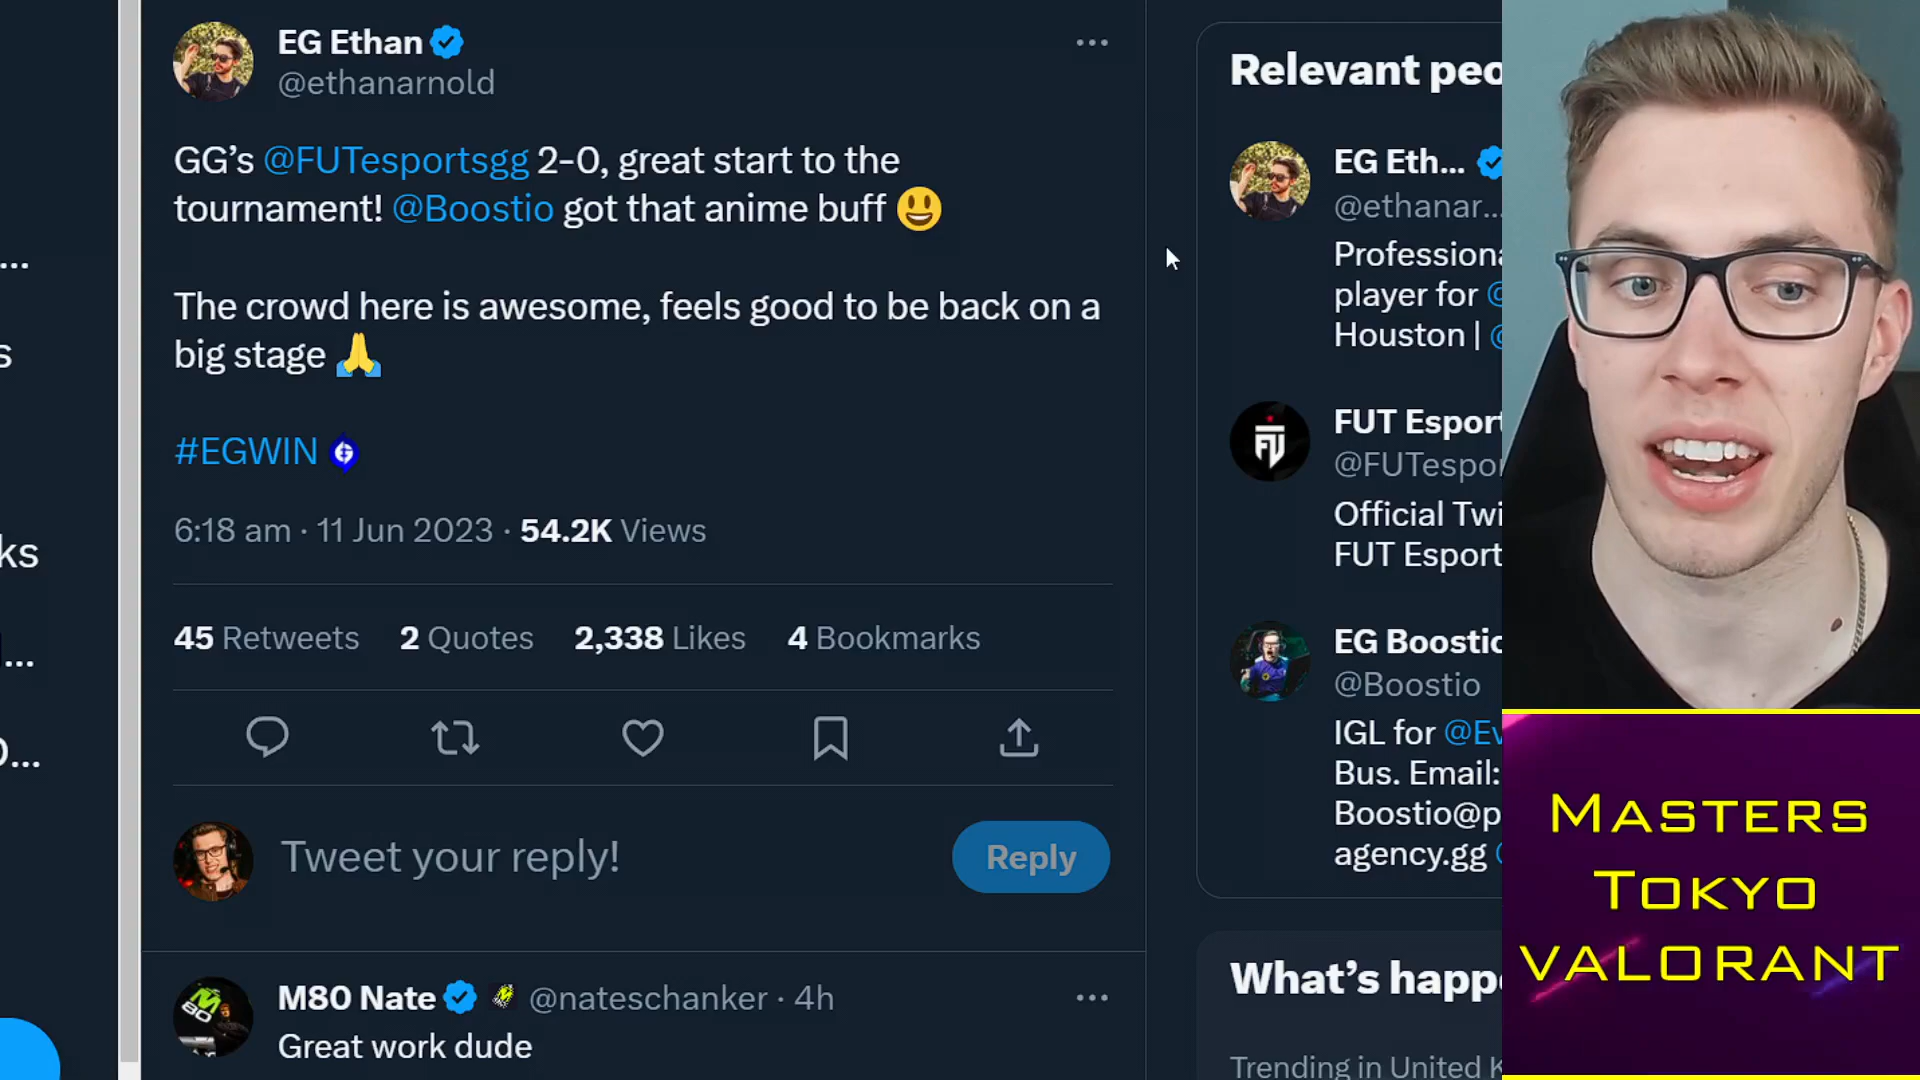 EG Ethan
@ethanarnold
GG’s @FUTesportsgg 2-0, great start to the
tournament! @Boostio got that anime buff 😃
The crowd here is awesome, feels good to be back on a
big stage 🙏
#EGWIN
6:18 am · 11 Jun 2023 · 54.2K Views
45 Retweets 2 Quotes 2,338 Likes 4 Bookmarks
Tweet your reply!
Reply
M80 Nate @nateschanker · 4h
Great work dude
Relevant peo
EG Eth...
@ethanar...
Professiona
player for @
Houston | @
FUT Esport
@FUTespor
Official Twi
FUT Esport
EG Boostio
@Boostio
IGL for @Ev
Bus. Email:
Boostio@p
agency.gg
What’s happe
Trending in United K
MASTERS
TOKYO
VALORANT